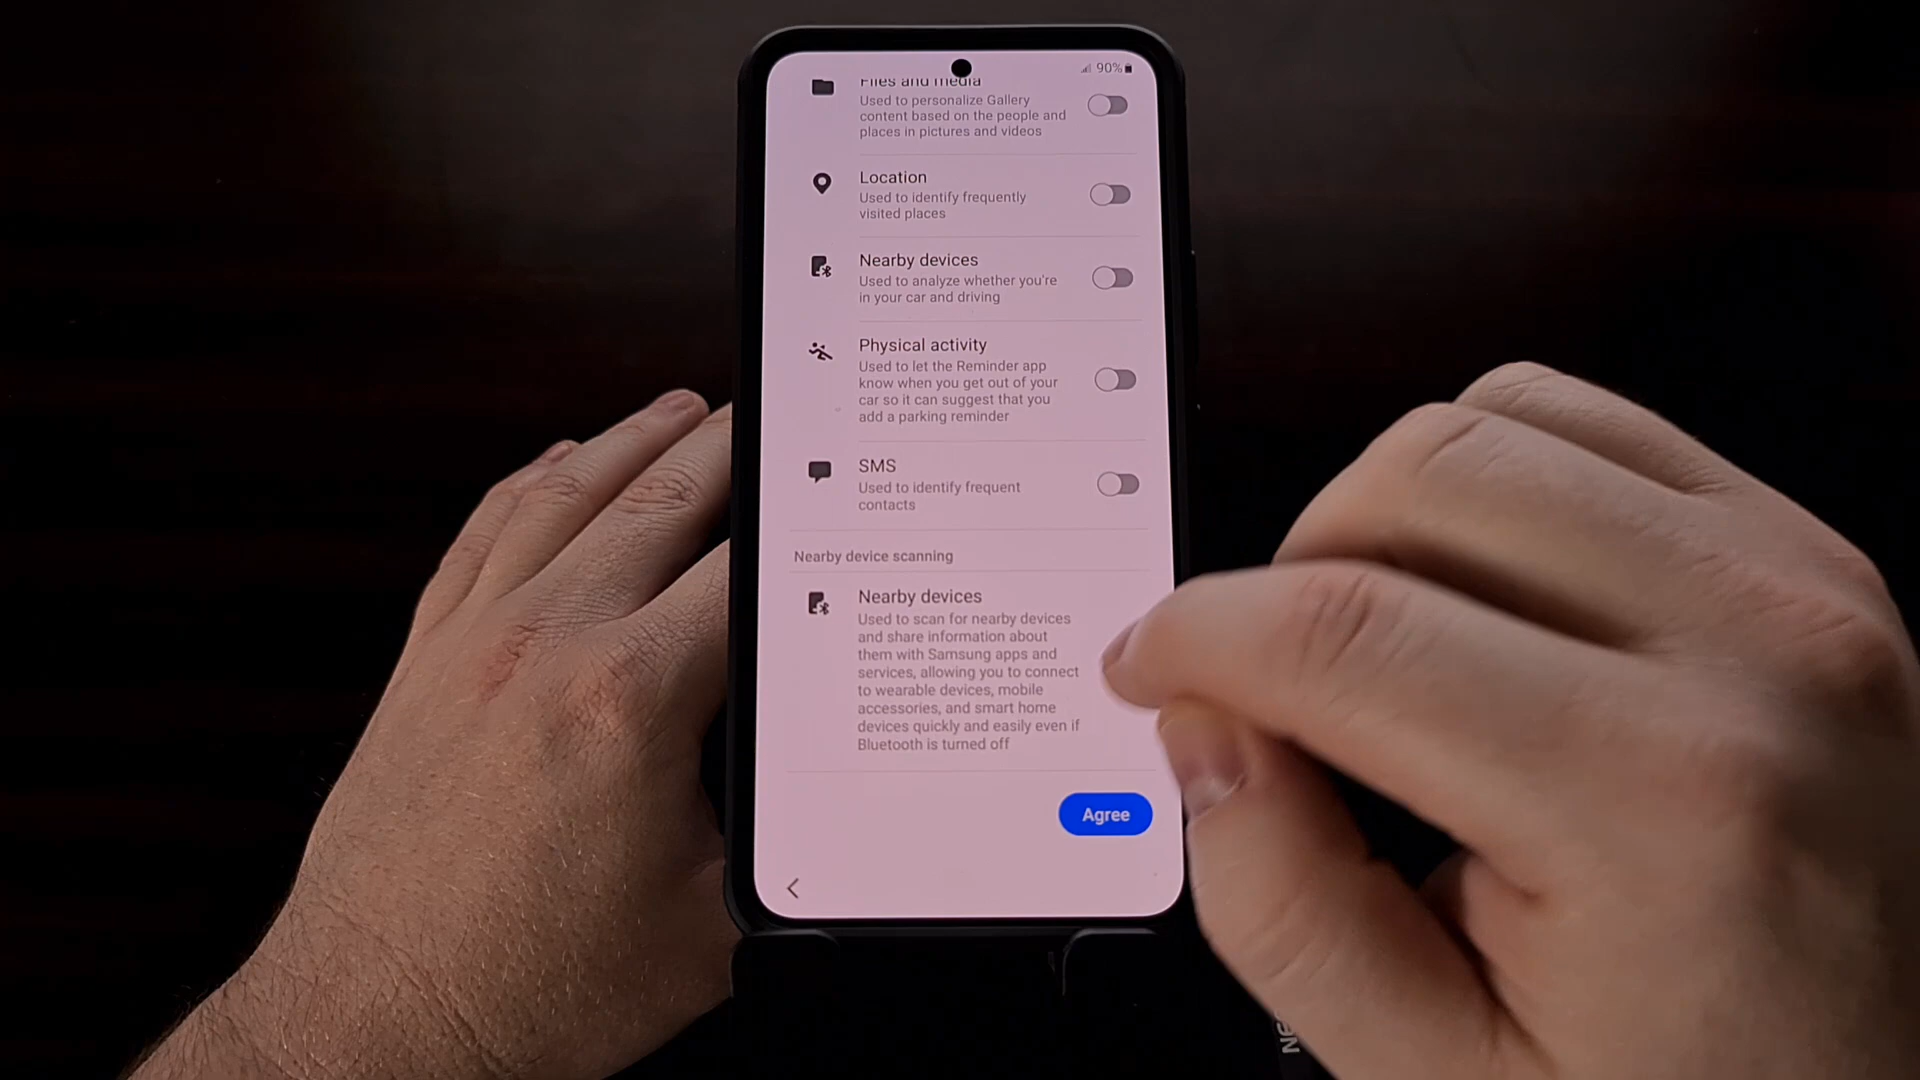 90%
Files and media
Used to personalize Gallery
content based on the people and
places in pictures and videos
Location
Used to identify frequently
visited places
Nearby devices
Used to analyze whether you're
in your car and driving
Physical activity
Used to let the Reminder app
know when you get out of your
car so it can suggest that you
add a parking reminder
SMS
Used to identify frequent
contacts
Nearby device scanning
Nearby devices
Used to scan for nearby devices
and share information about
them with Samsung apps and
services, allowing you to connect
to wearable devices, mobile
accessories, and smart home
devices quickly and easily even if
Bluetooth is turned off
Agree